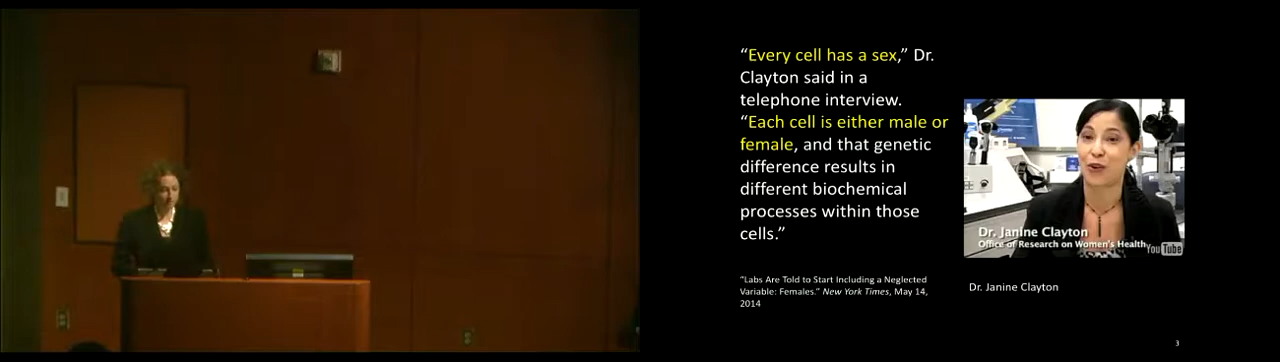 “Every cell has a sex,” Dr.
Clayton said in a
telephone interview.
“Each cell is either male or
female, and that genetic
difference results in
different biochemical
processes within those
cells.”
“Labs Are Told to Start Including a Neglected
Variable: Females.” New York Times, May 14,
2014
Dr. Janine Clayton
Office of Research on Women's Health
YouTube
Dr. Janine Clayton
3